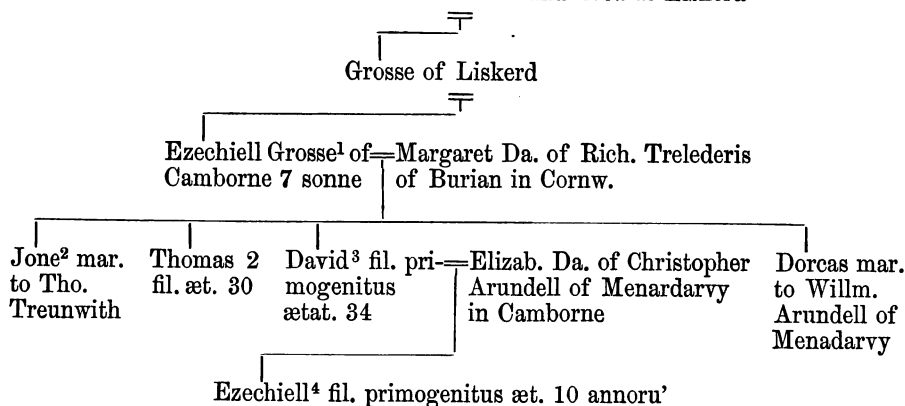 Grosse of Liskerd
Ezechiell Grosse¹ of=Margaret Da. of Rich. Trelederis
Camborne 7 sonne of Burian in Cornw.
Jone² mar.
to Tho.
Treunwith
Thomas 2
fil. æt. 30
David³ fil. pri-
mogenitus
ætat. 34
Elizab. Da. of Christopher
Arundell of Menardarvy
in Camborne
Dorcas mar.
to Willm.
Arundell of
Menadarvy
Ezechiell⁴ fil. primogenitus æt. 10 annoru'